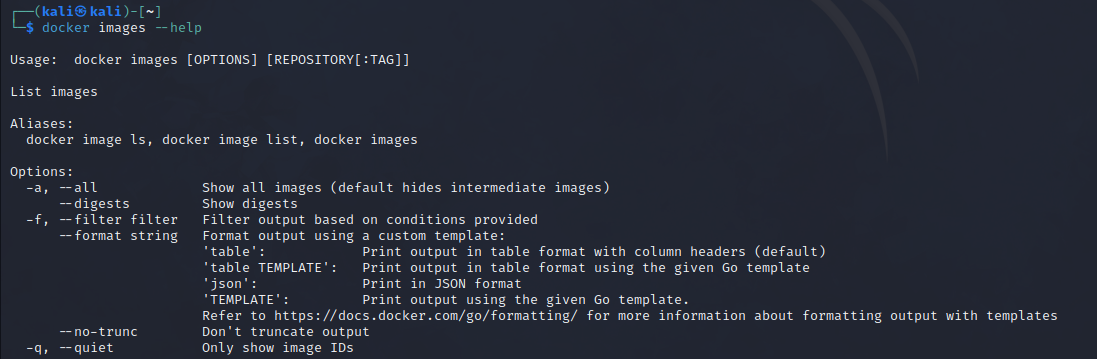 ┌──(kali㉿kali)-[~]
└─$ docker images --help

Usage:  docker images [OPTIONS] [REPOSITORY[:TAG]]

List images

Aliases:
  docker image ls, docker image list, docker images

Options:
  -a, --all             Show all images (default hides intermediate images)
      --digests         Show digests
  -f, --filter filter   Filter output based on conditions provided
      --format string   Format output using a custom template:
                        'table':            Print output in table format with column headers (default)
                        'table TEMPLATE':   Print output in table format using the given Go template
                        'json':             Print in JSON format
                        'TEMPLATE':         Print output using the given Go template.
                        Refer to https://docs.docker.com/go/formatting/ for more information about formatting output with templates
      --no-trunc        Don't truncate output
  -q, --quiet           Only show image IDs